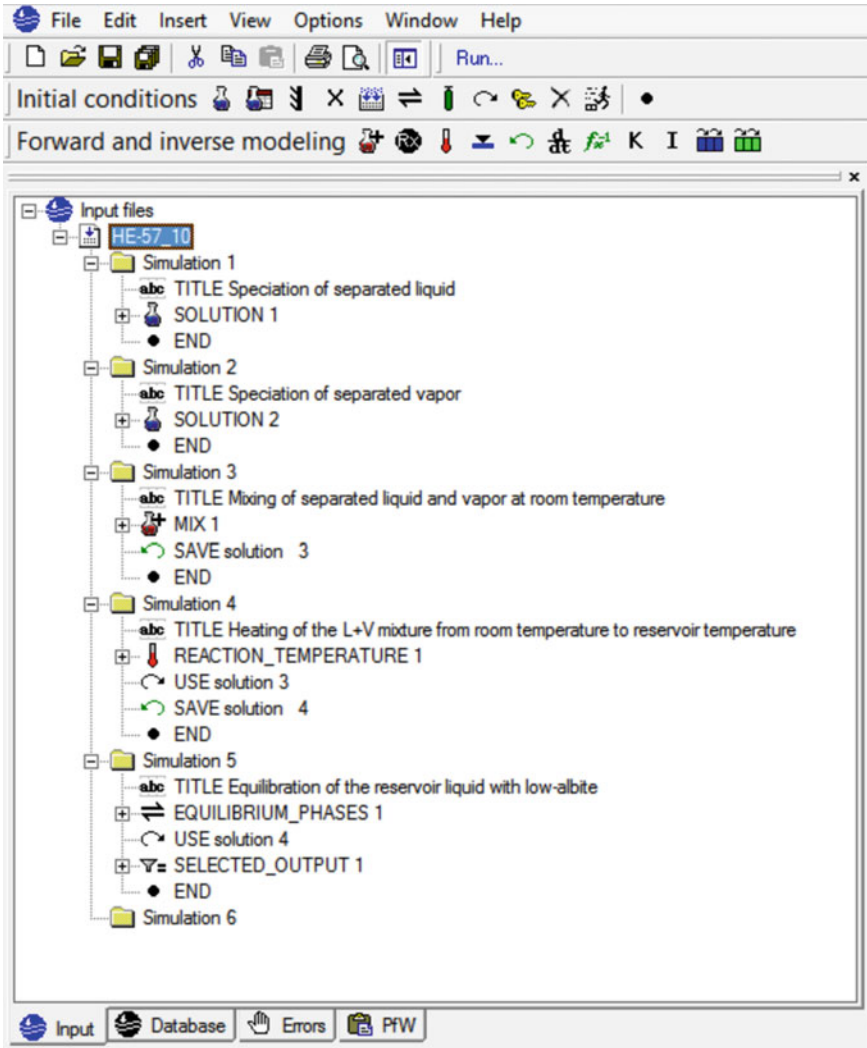 File Edit Insert View Options Window Help
Run...
Initial conditions
Forward and inverse modeling K I
Input files
HE-57_10
Simulation 1
abc TITLE Speciation of separated liquid
SOLUTION 1
END
Simulation 2
abc TITLE Speciation of separated vapor
SOLUTION 2
END
Simulation 3
abc TITLE Mixing of separated liquid and vapor at room temperature
MIX 1
SAVE solution 3
END
Simulation 4
abc TITLE Heating of the L+V mixture from room temperature to reservoir temperature
REACTION_TEMPERATURE 1
USE solution 3
SAVE solution 4
END
Simulation 5
abc TITLE Equilibration of the reservoir liquid with low-albite
EQUILIBRIUM_PHASES 1
USE solution 4
SELECTED_OUTPUT 1
END
Simulation 6
Input Database Errors PfW